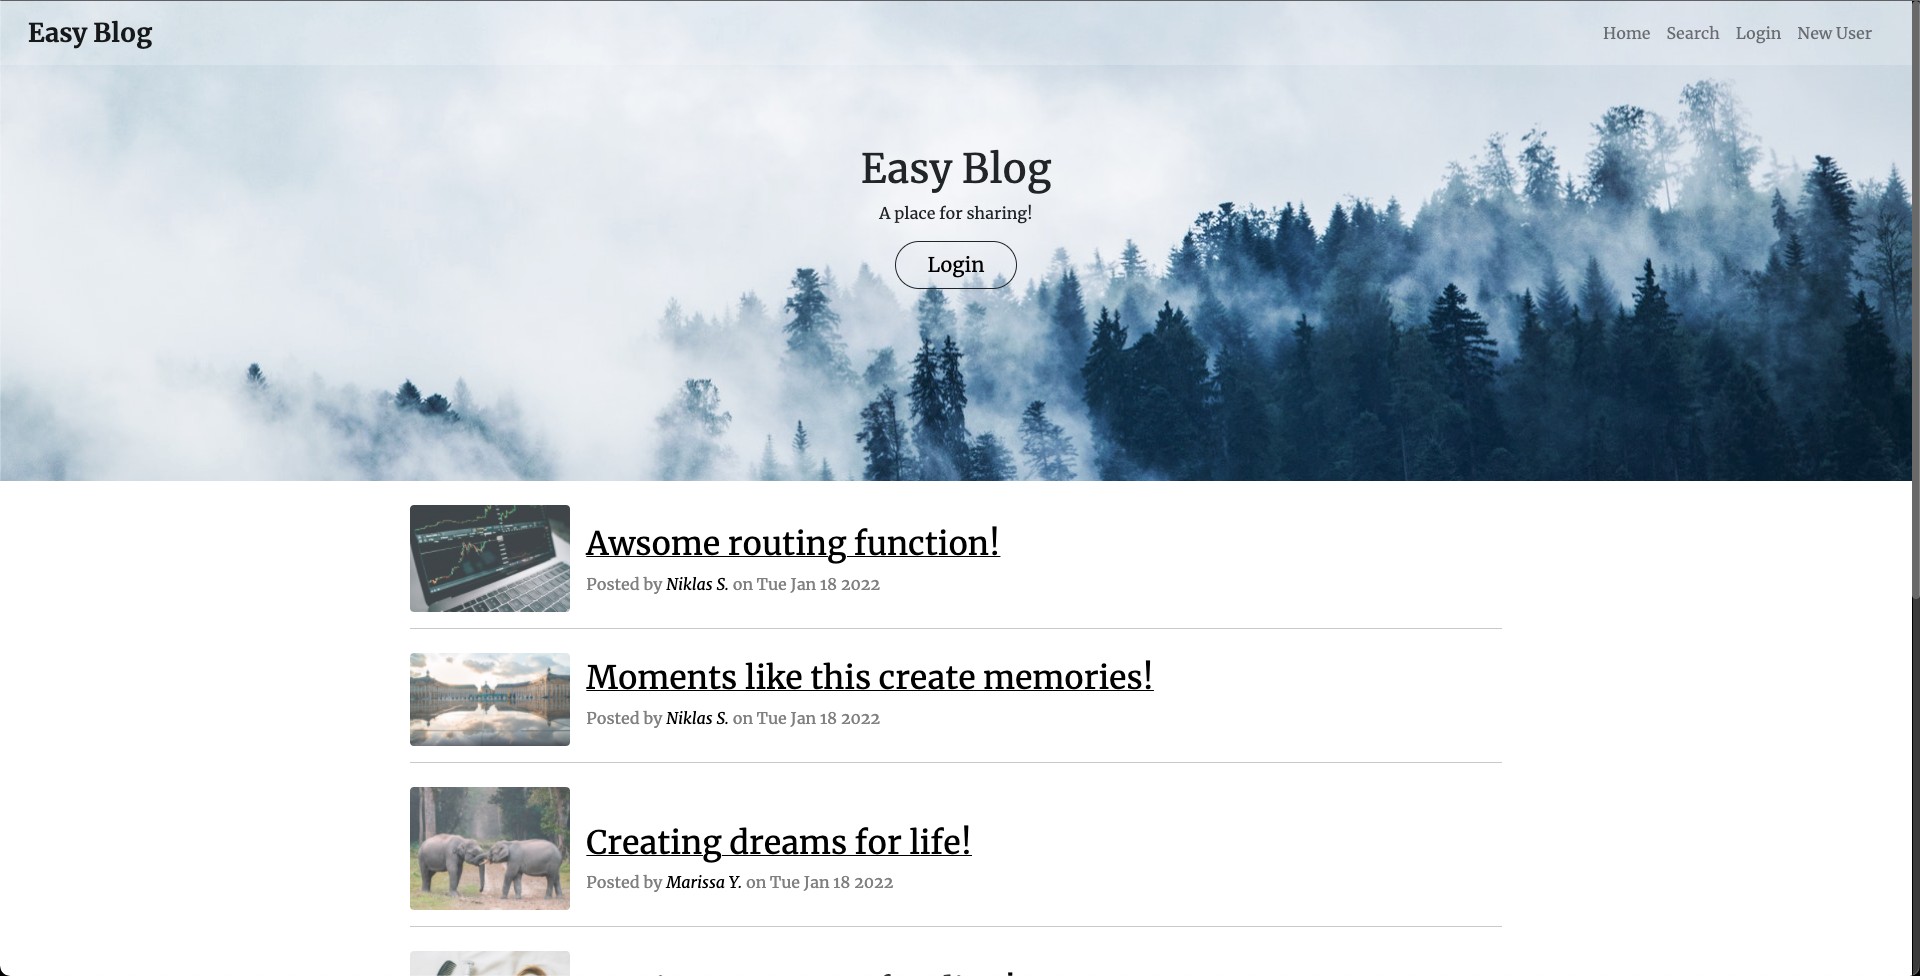 Easy Blog
Home Search Login New User
Easy Blog
A place for sharing!
Login
Awsome routing function!
Posted by Niklas S. on Tue Jan 18 2022
Moments like this create memories!
Posted by Niklas S. on Tue Jan 18 2022
Creating dreams for life!
Posted by Marissa Y. on Tue Jan 18 2022